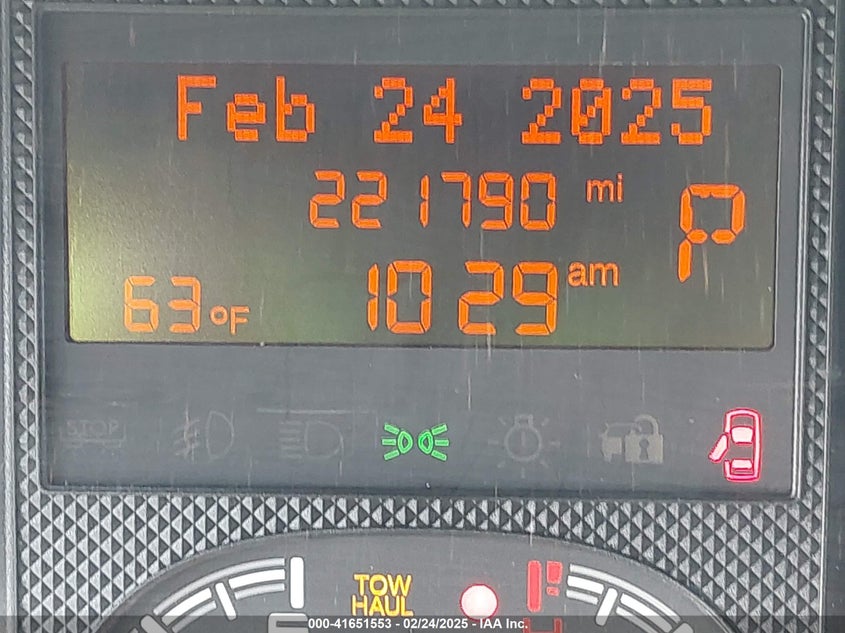 Feb 24 2025
221790 mi
P
63°F 10 29 am
STOP
TOW
HAUL
000-41651553 - 02/24/2025 - IAA Inc.